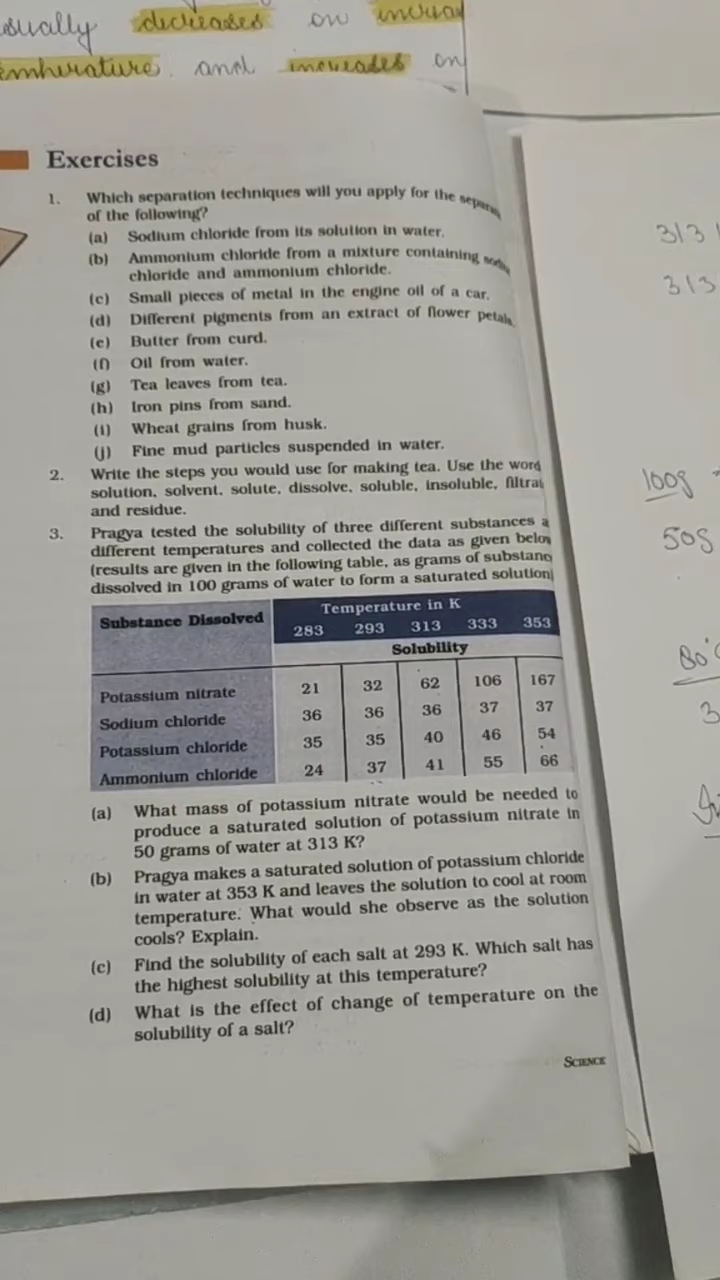 decreases on
and increases on
Exercises
1. Which separation techniques will you apply for the
of the following?
(a) Sodium chloride from its solution in water.
(b) Ammonium chloride from a mixture containing
chloride and ammonium chloride.
(c) Small pieces of metal in the engine oil of a car.
(d) Different pigments from an extract of flower petals
(e) Butter from curd.
(f) Oil from water.
(g) Tea leaves from tea.
(h) Iron pins from sand.
(i) Wheat grains from husk.
(j) Fine mud particles suspended in water.
2. Write the steps you would use for making tea. Use the word
solution, solvent, solute, dissolve, soluble, insoluble, filtra
and residue.
3. Pragya tested the solubility of three different substances a
different temperatures and collected the data as given below
(results are given in the following table, as grams of substanc
dissolved in 100 grams of water to form a saturated solution
Substance Dissolved Temperature in K
283 293 313 333 353
Solubility
Potassium nitrate 21 32 62 106 167
Sodium chloride 36 36 36 37 37
Potassium chloride 35 35 40 46 54
Ammonium chloride 24 37 41 55 66
(a) What mass of potassium nitrate would be needed to
produce a saturated solution of potassium nitrate in
50 grams of water at 313 K?
(b) Pragya makes a saturated solution of potassium chloride
in water at 353 K and leaves the solution to cool at room
temperature. What would she observe as the solution
cools? Explain.
(c) Find the solubility of each salt at 293 K. Which salt has
the highest solubility at this temperature?
(d) What is the effect of change of temperature on the
solubility of a salt?
SCIENCE
313
313
100g
50g
80°
3